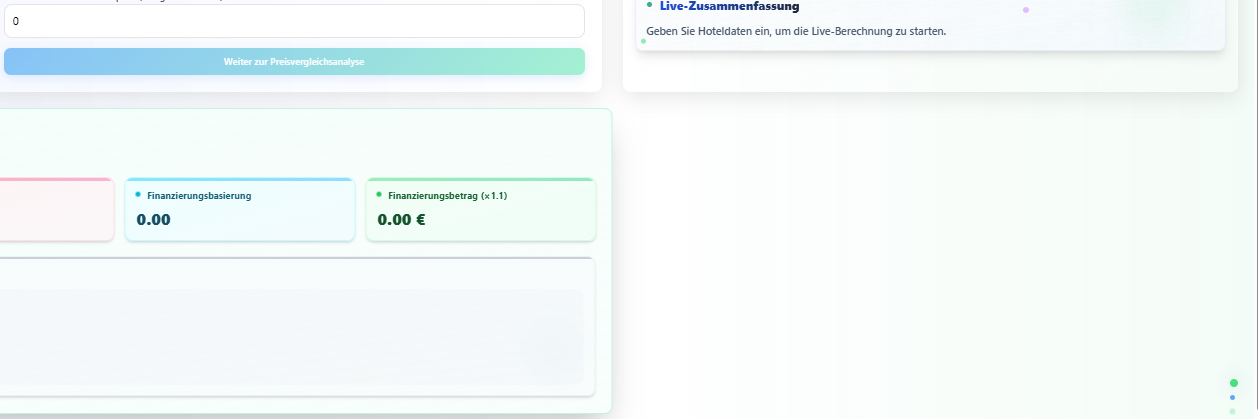 0
Weiter zur Preisvergleichsanalyse
Live-Zusammenfassung
Geben Sie Hoteldaten ein, um die Live-Berechnung zu starten.
Finanzierungsbasierung
0.00
Finanzierungsbetrag (×1.1)
0.00 €